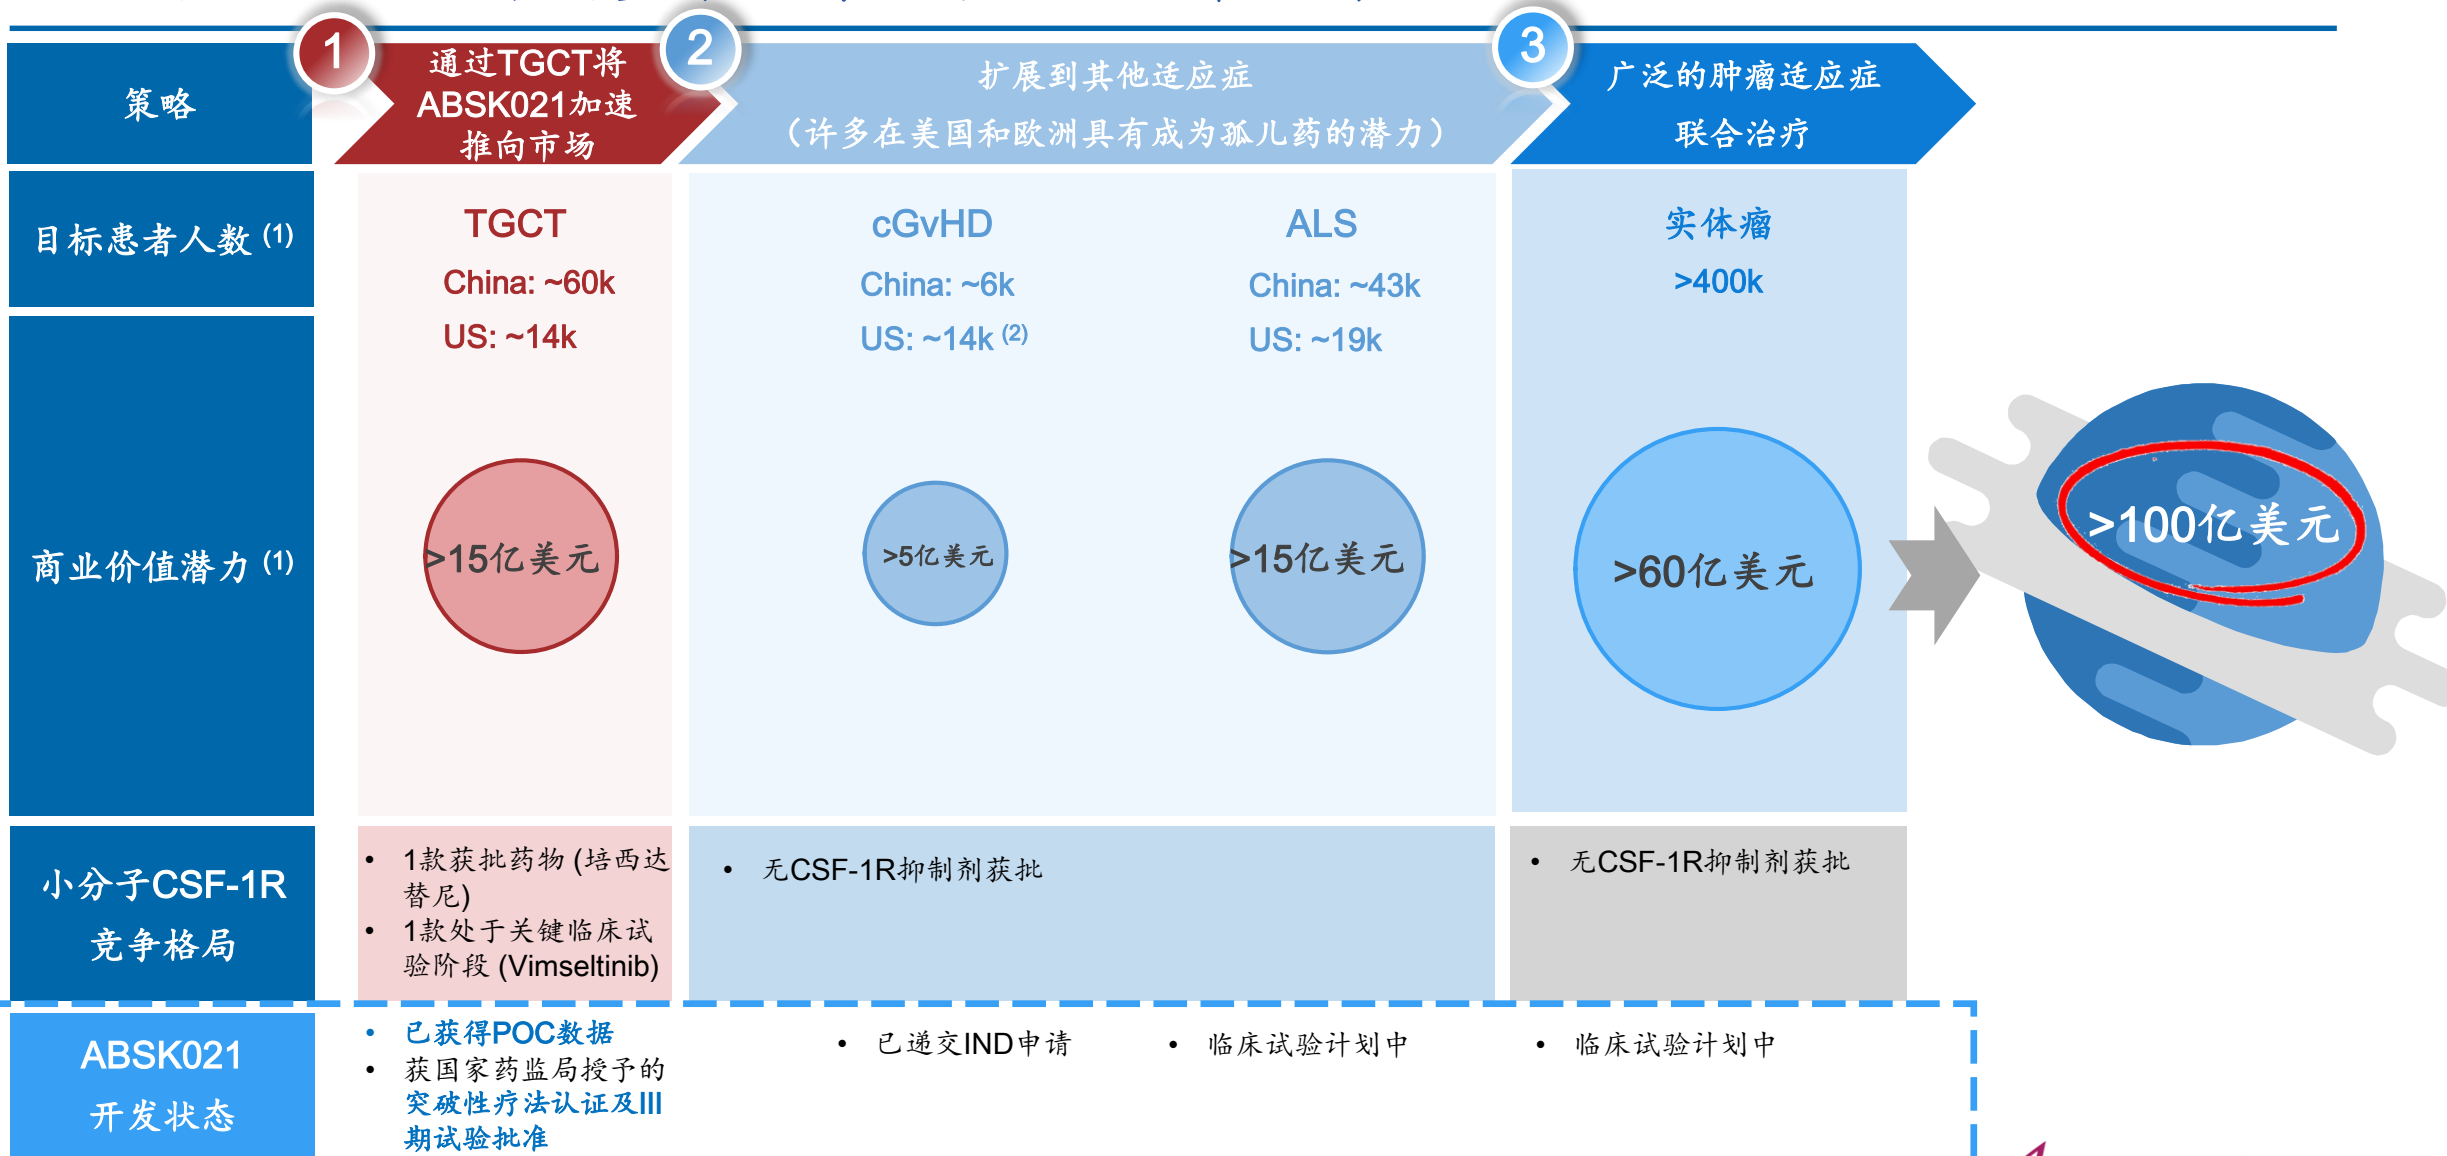 1
2
3
策略
通过TGCT将
ABSK021加速
推向市场
扩展到其他适应症
（许多在美国和欧洲具有成为孤儿药的潜力）
广泛的肿瘤适应症
联合治疗
目标患者人数 (1)
TGCT
China: ~60k
US: ~14k
cGvHD
China: ~6k
US: ~14k (2)
ALS
China: ~43k
US: ~19k
实体瘤
>400k
商业价值潜力 (1)
>15亿美元
>5亿美元
>15亿美元
>60亿美元
>100亿美元
小分子CSF-1R
竞争格局
• 1款获批药物 (培西达
替尼)
• 1款处于关键临床试
验阶段 (Vimseltinib)
• 无CSF-1R抑制剂获批
• 无CSF-1R抑制剂获批
ABSK021
开发状态
• 已获得POC数据
• 获国家药监局授予的
突破性疗法认证及III
期试验批准
• 已递交IND申请
• 临床试验计划中
• 临床试验计划中